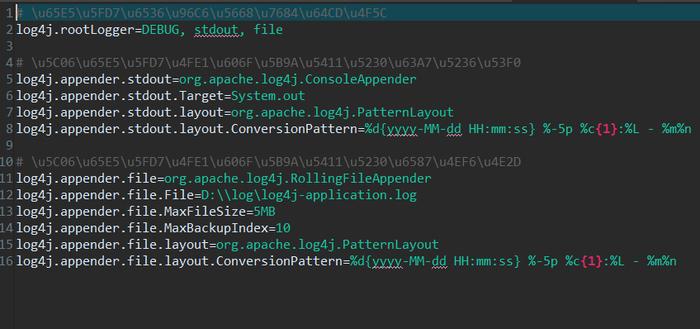 1 # \u65E5\u5FD7\u6536\u96C6\u5668\u7684\u64CD\u4F5C
2 log4j.rootLogger=DEBUG, stdout, file
3
4 # \u5C06\u65E5\u5FD7\u4FE1\u606F\u5B9A\u5411\u5230\u63A7\u5236\u53F0
5 log4j.appender.stdout=org.apache.log4j.ConsoleAppender
6 log4j.appender.stdout.Target=System.out
7 log4j.appender.stdout.layout=org.apache.log4j.PatternLayout
8 log4j.appender.stdout.layout.ConversionPattern=%d{yyyy-MM-dd HH:mm:ss} %-5p %c{1}:%L - %m%n
9
10 # \u5C06\u65E5\u5FD7\u4FE1\u606F\u5B9A\u5411\u5230\u6587\u4EF6\u4E2D
11 log4j.appender.file=org.apache.log4j.RollingFileAppender
12 log4j.appender.file.File=D:\\log\log4j-application.log
13 log4j.appender.file.MaxFileSize=5MB
14 log4j.appender.file.MaxBackupIndex=10
15 log4j.appender.file.layout=org.apache.log4j.PatternLayout
16 log4j.appender.file.layout.ConversionPattern=%d{yyyy-MM-dd HH:mm:ss} %-5p %c{1}:%L - %m%n